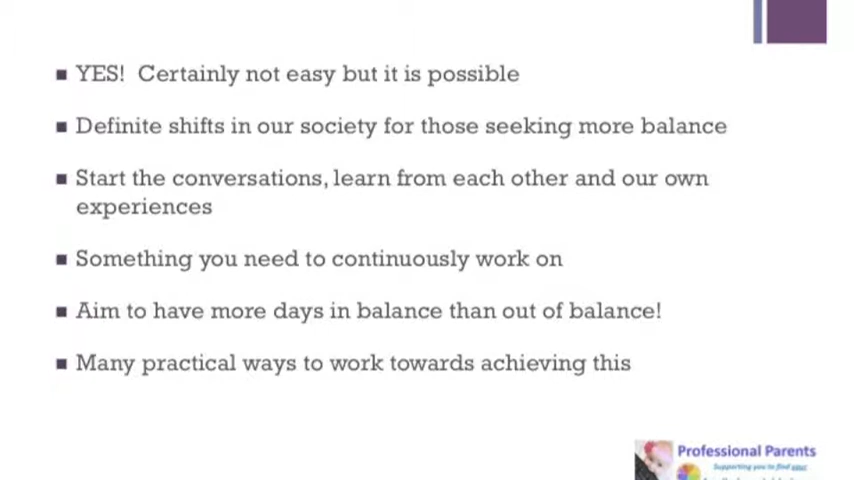 YES!  Certainly not easy but it is possible
Definite shifts in our society for those seeking more balance
Start the conversations, learn from each other and our own
experiences
Something you need to continuously work on
Aim to have more days in balance than out of balance!
Many practical ways to work towards achieving this
Professional Parents
Supporting you to find your